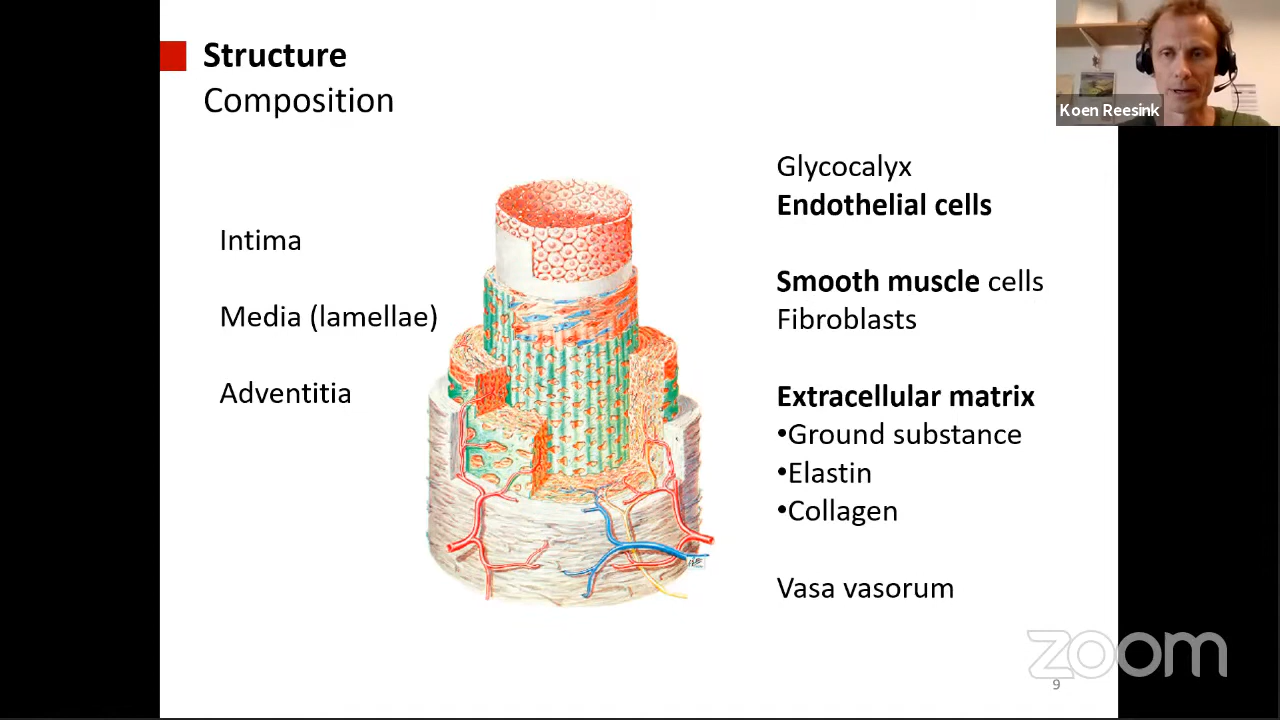 Structure
Composition
Koen Reesink
Intima
Media (lamellae)
Adventitia
Glycocalyx
Endothelial cells
Smooth muscle cells
Fibroblasts
Extracellular matrix
•Ground substance
•Elastin
•Collagen
Vasa vasorum
zoom
9